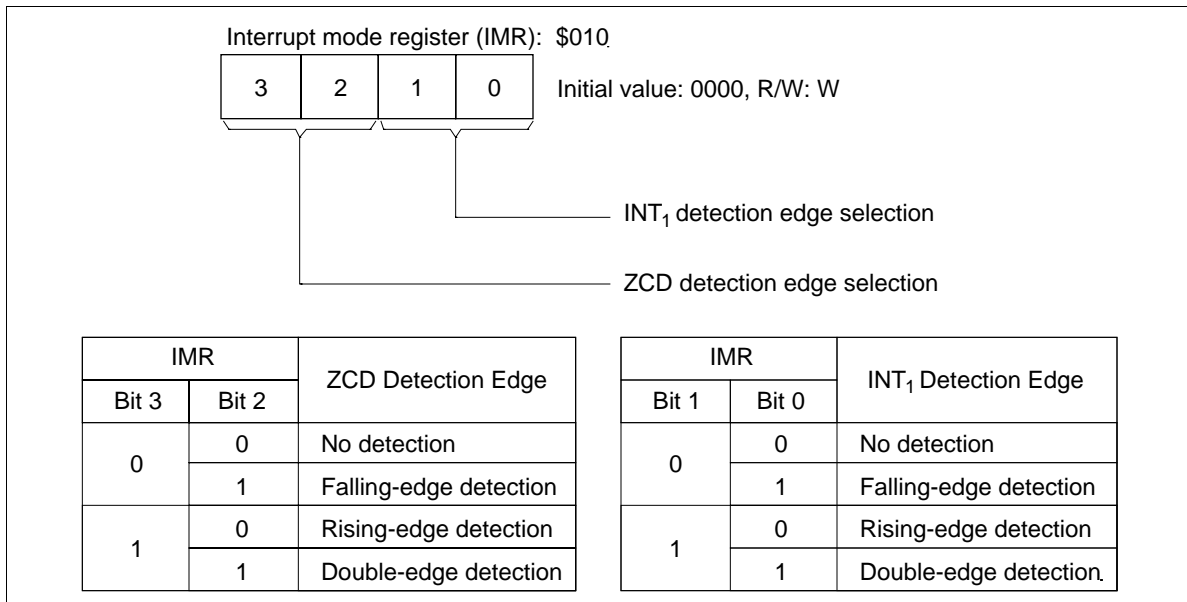 Interrupt mode register (IMR): $010
3 2 1 0 Initial value: 0000, R/W: W
INT1 detection edge selection
ZCD detection edge selection
IMR ZCD Detection Edge
Bit 3 Bit 2
0 0 No detection
1 Falling-edge detection
1 0 Rising-edge detection
1 Double-edge detection
IMR INT1 Detection Edge
Bit 1 Bit 0
0 0 No detection
1 Falling-edge detection
1 0 Rising-edge detection
1 Double-edge detection